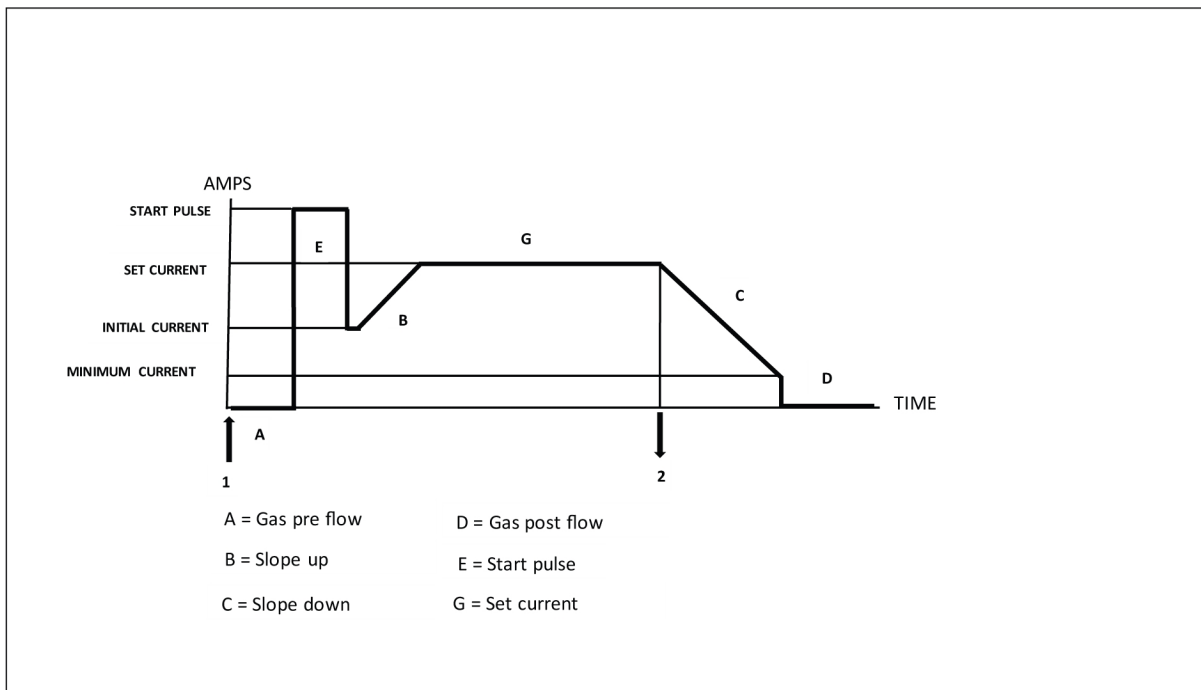 AMPS
START PULSE
E
G
SET CURRENT
C
B
INITIAL CURRENT
MINIMUM CURRENT
D
TIME
A
1
2
A = Gas pre flow
D = Gas post flow
B = Slope up
E = Start pulse
C = Slope down
G = Set current